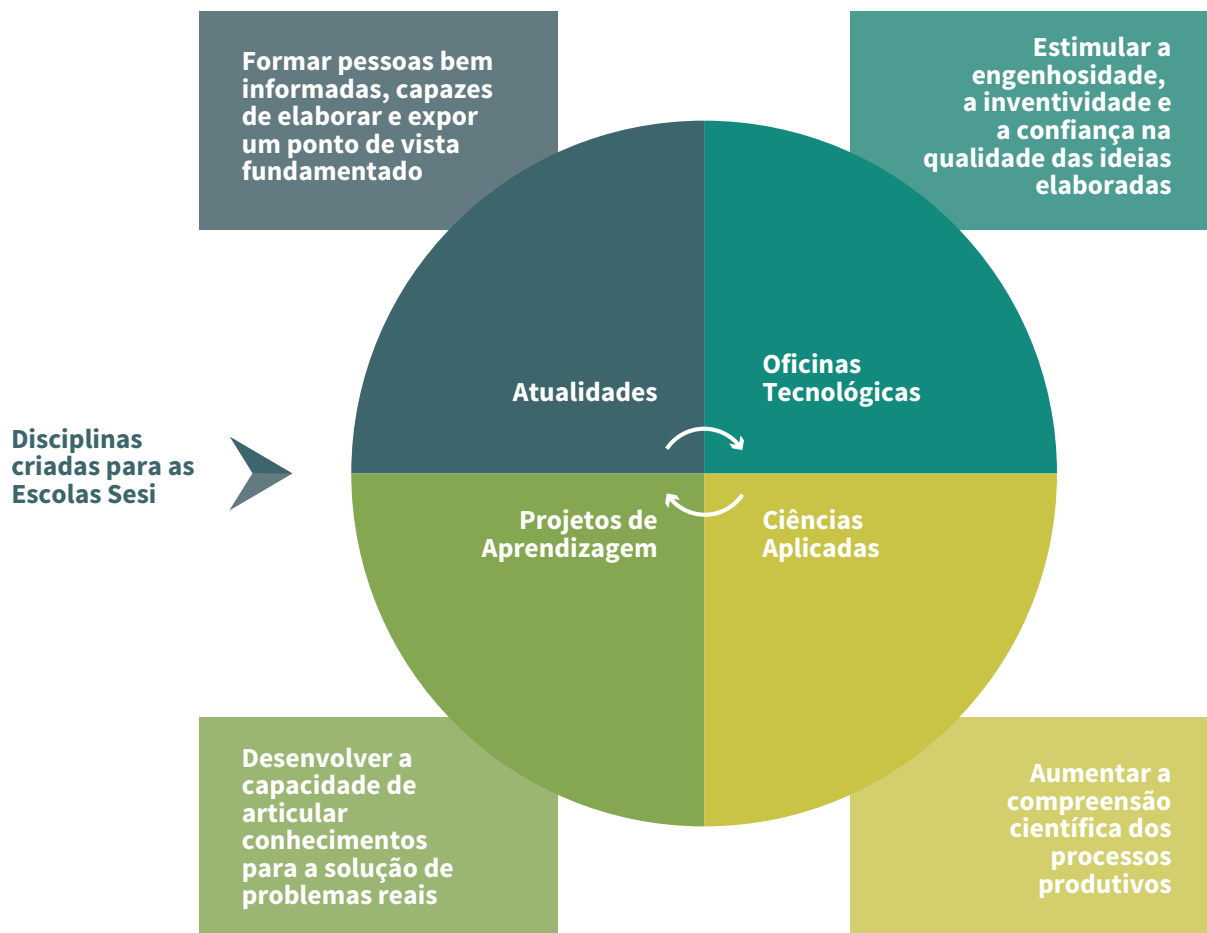 Formar pessoas bem
informadas, capazes
de elaborar e expor
um ponto de vista
fundamentado
Estimular a
engenhosidade,
a inventividade e
a confiança na
qualidade das ideias
elaboradas
Atualidades
Oficinas
Tecnológicas
Disciplinas
criadas para as
Escolas Sesi
Projetos de
Aprendizagem
Ciências
Aplicadas
Desenvolver a
capacidade de
articular
conhecimentos
para a solução de
problemas reais
Aumentar a
compreensão
científica dos
processos
produtivos